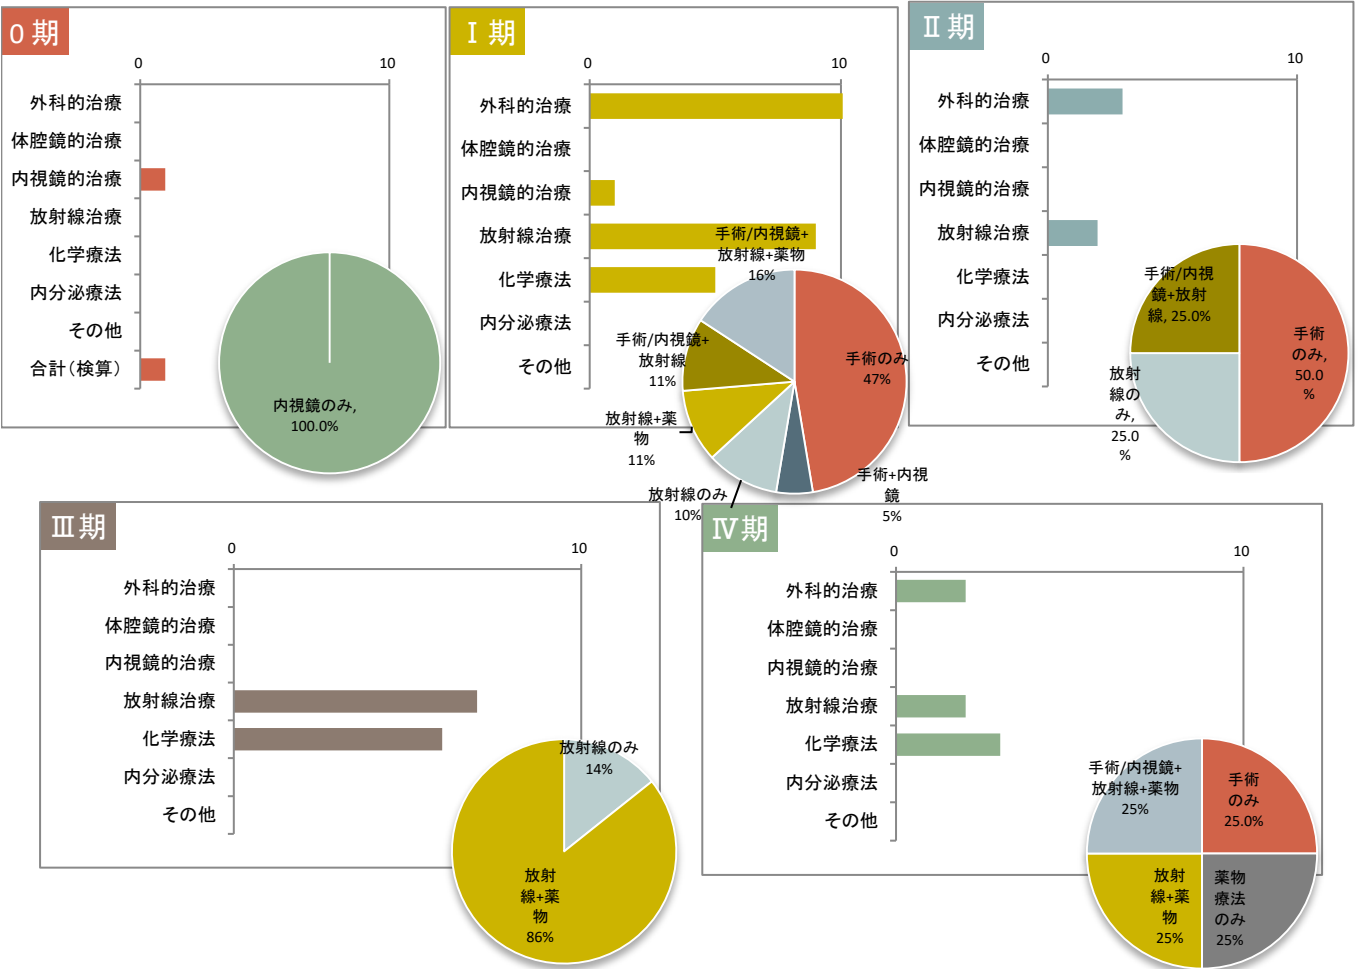 0 期
0
10
外科的治療
体腔鏡的治療
内視鏡的治療
放射線治療
化学療法
内分泌療法
その他
合計（検算）
内視鏡のみ,
100.0%
Ⅰ 期
0
10
外科的治療
体腔鏡的治療
内視鏡的治療
放射線治療
化学療法
内分泌療法
その他
手術/内視鏡+
放射線+薬物
16%
手術/内視鏡+
放射線
11%
放射線+薬
物
11%
放射線のみ
10%
手術のみ
47%
手術+内視
鏡
5%
Ⅱ 期
0
10
外科的治療
体腔鏡的治療
内視鏡的治療
放射線治療
化学療法
内分泌療法
その他
手術/内視
鏡+放射
線, 25.0%
手術
のみ,
50.0
%
放射
線の
み,
25.0
%
Ⅲ 期
0
10
外科的治療
体腔鏡的治療
内視鏡的治療
放射線治療
化学療法
内分泌療法
その他
放射線のみ
14%
放射
線+薬
物
86%
Ⅳ 期
0
10
外科的治療
体腔鏡的治療
内視鏡的治療
放射線治療
化学療法
内分泌療法
その他
手術/内視鏡+
放射線+薬物
25%
手術
のみ
25.0%
放射
線+薬
物
25%
薬物
療法
のみ
25%